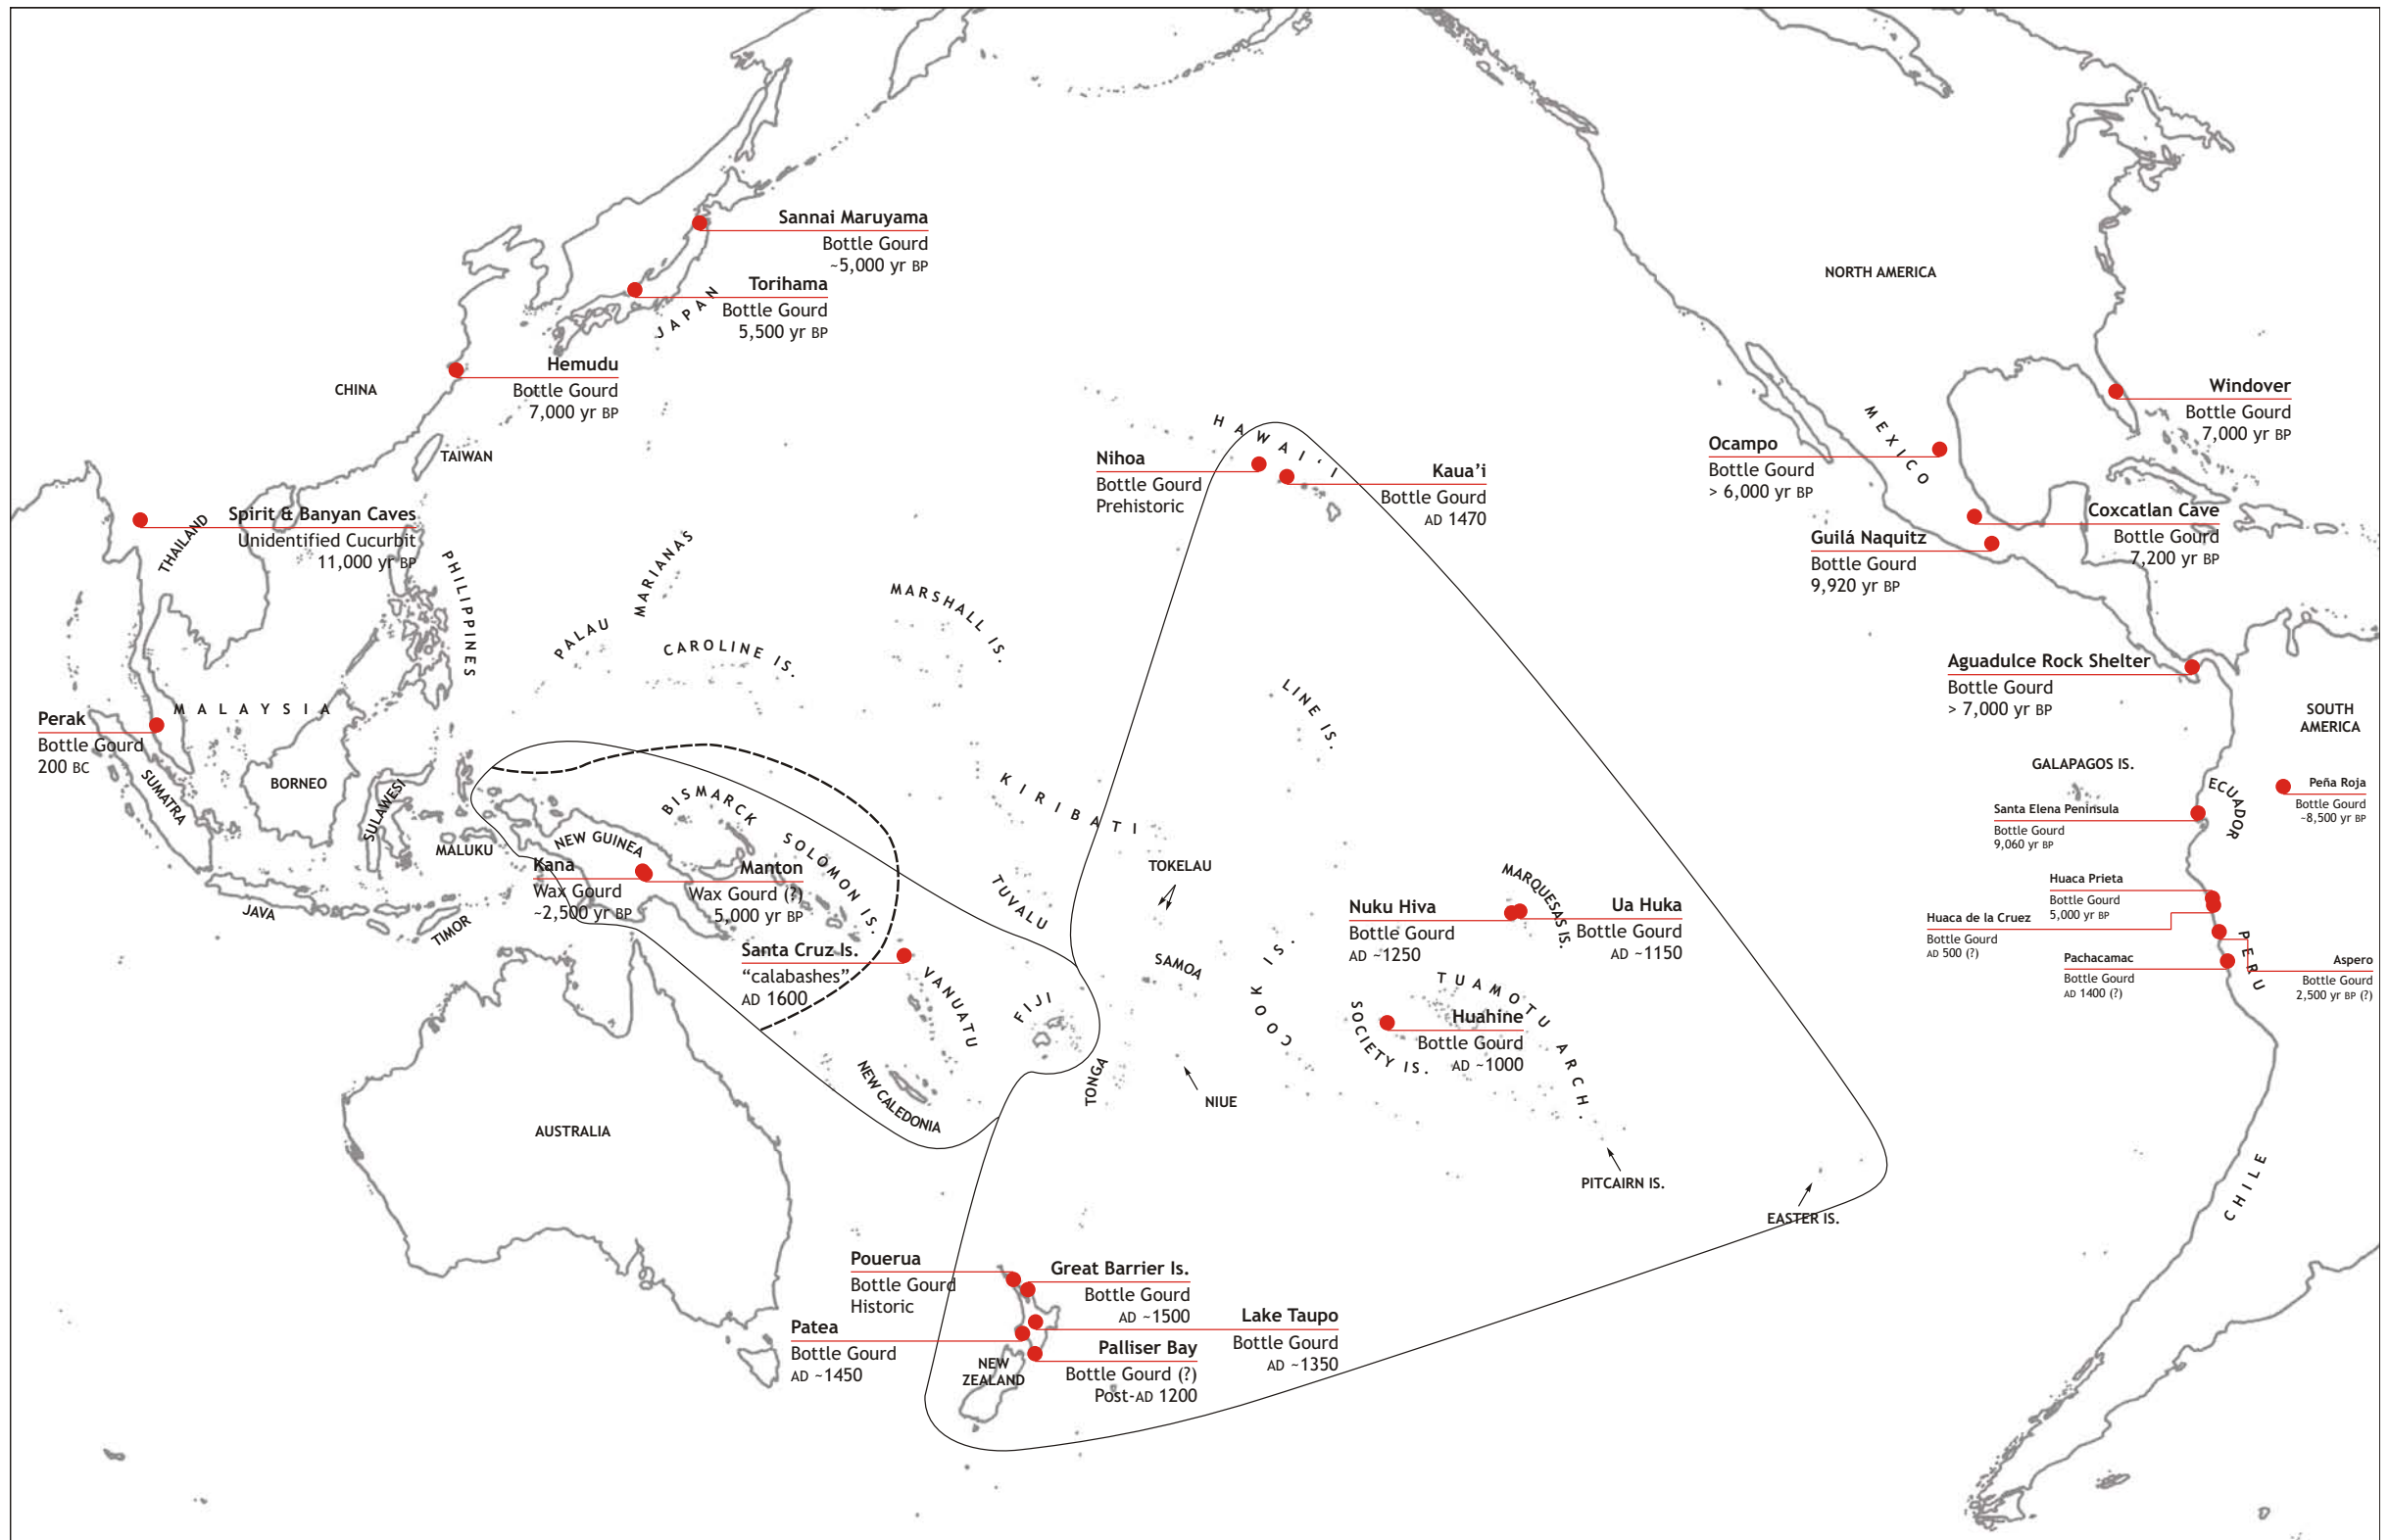 Sannai Maruyama
Bottle Gourd
~5,000 yr BP
Torihama
Bottle Gourd
5,500 yr BP
JAPAN
Hemudu
Bottle Gourd
7,000 yr BP
CHINA
TAIWAN
Spirit & Banyan Caves
Unidentified Cucurbit
11,000 yr BP
THAILAND
PHILIPPINES
MARIANAS
PALAU
CAROLINE IS.
MARSHALL IS.
Perak
Bottle Gourd
200 BC
MALAYSIA
SUMATRA
BORNEO
SULAWESI
MALUKU
JAVA
TIMOR
NEW GUINEA
BISMARCK
SOLOMON IS.
Kana
Wax Gourd
~2,500 yr BP
Manton
Wax Gourd (?)
5,000 yr BP
Santa Cruz Is.
“calabashes”
AD 1600
VANUATU
NEW CALEDONIA
FIJI
TUVALU
KIRIBATI
AUSTRALIA
HAWAI‘I
Nihoa
Bottle Gourd
Prehistoric
Kaua’i
Bottle Gourd
AD 1470
LINE IS.
TOKELAU
SAMOA
TONGA
NIUE
COOK IS.
SOCIETY IS.
MARQUESAS IS.
Nuku Hiva
Bottle Gourd
AD ~1250
Ua Huka
Bottle Gourd
AD ~1150
TUAMOTU ARCH.
Huahine
Bottle Gourd
AD ~1000
PITCAIRN IS.
EASTER IS.
Pouerua
Bottle Gourd
Historic
Great Barrier Is.
Bottle Gourd
AD ~1500
Lake Taupo
Bottle Gourd
AD ~1350
Patea
Bottle Gourd
AD ~1450
Palliser Bay
Bottle Gourd (?)
Post-AD 1200
NEW
ZEALAND
NORTH AMERICA
MEXICO
Windover
Bottle Gourd
7,000 yr BP
Ocampo
Bottle Gourd
> 6,000 yr BP
Coxcatlan Cave
Bottle Gourd
7,200 yr BP
Guilá Naquitz
Bottle Gourd
9,920 yr BP
Aguadulce Rock Shelter
Bottle Gourd
> 7,000 yr BP
SOUTH
AMERICA
GALAPAGOS IS.
ECUADOR
Peña Roja
Bottle Gourd
~8,500 yr BP
Santa Elena Peninsula
Bottle Gourd
9,060 yr BP
Huaca Prieta
Bottle Gourd
5,000 yr BP
Huaca de la Cruez
Bottle Gourd
AD 500 (?)
PERU
Pachacamac
Bottle Gourd
AD 1400 (?)
Aspero
Bottle Gourd
2,500 yr BP (?)
CHILE